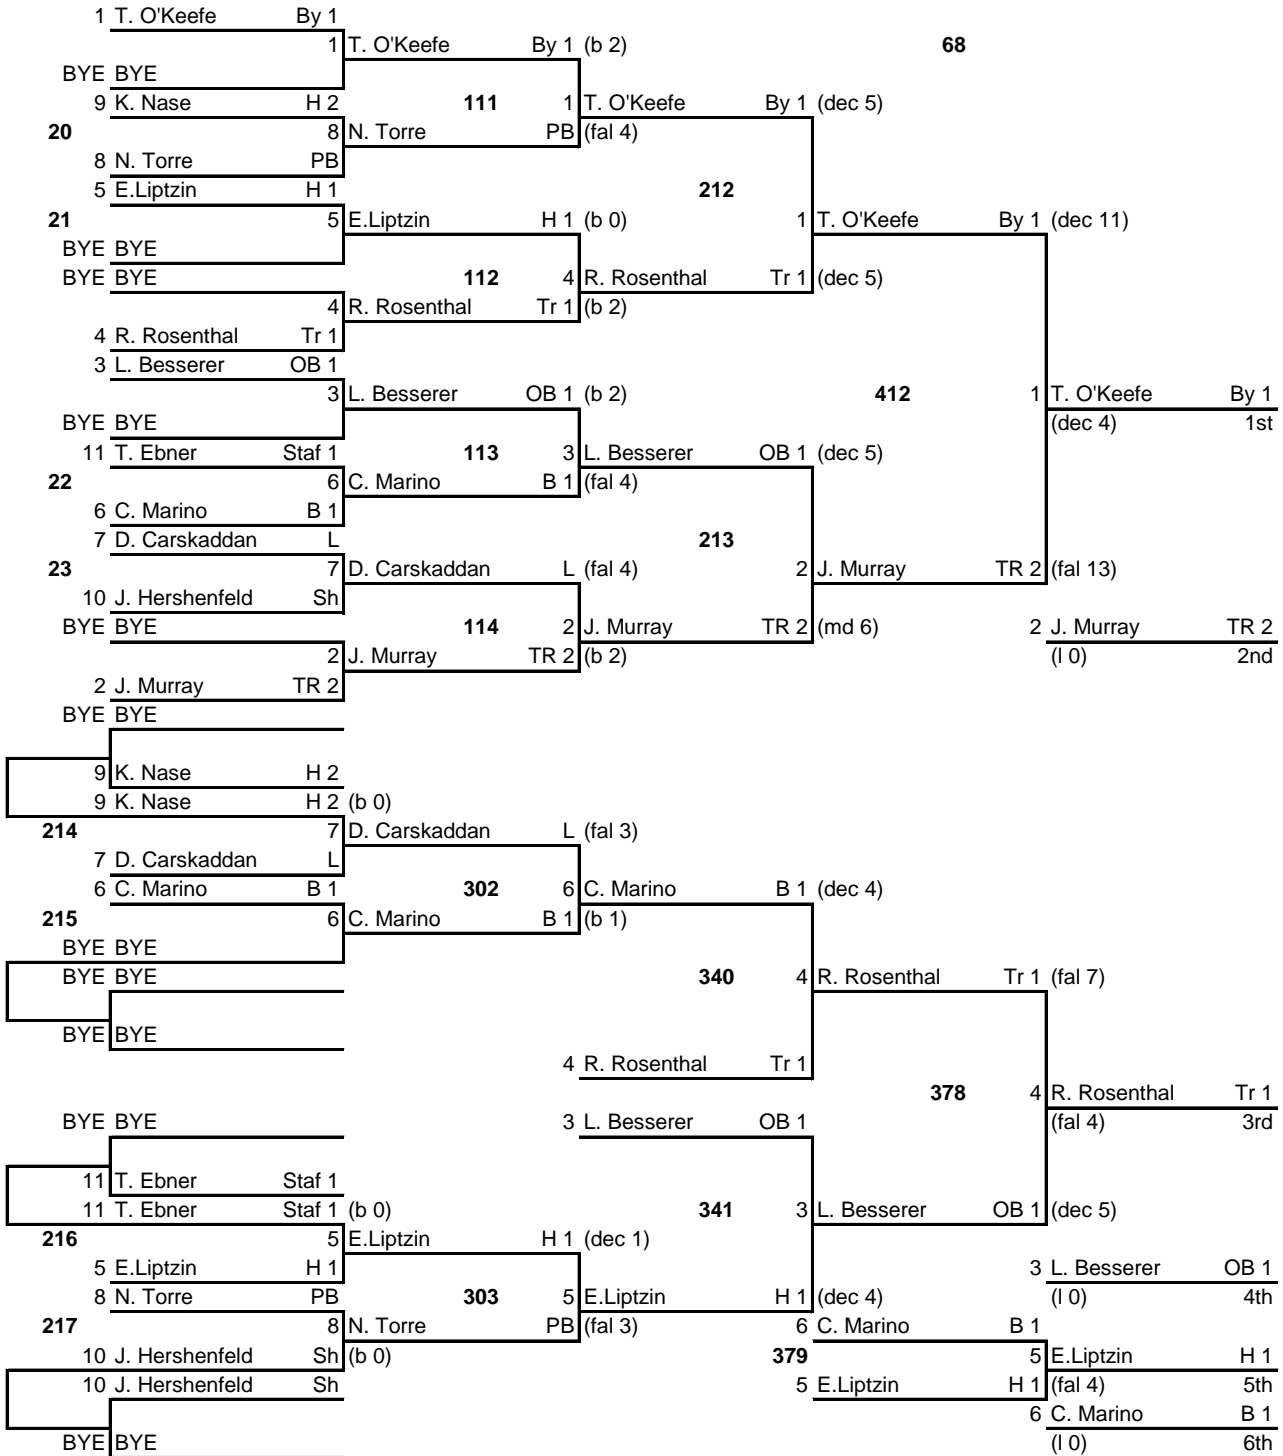 1 T. O'Keefe By 1
1 T. O'Keefe By 1 (b 2) 68
BYE BYE
9 K. Nase H 2 111 1 T. O'Keefe By 1 (dec 5)
20 8 N. Torre PB (fal 4)
8 N. Torre PB
5 E.Liptzin H 1 212
21 5 E.Liptzin H 1 (b 0) 1 T. O'Keefe By 1 (dec 11)
BYE BYE
BYE BYE 112 4 R. Rosenthal Tr 1 (dec 5)
4 R. Rosenthal Tr 1 (b 2)
4 R. Rosenthal Tr 1
3 L. Besserer OB 1
3 L. Besserer OB 1 (b 2) 412 1 T. O'Keefe By 1
BYE BYE (dec 4) 1st
11 T. Ebner Staf 1 113 3 L. Besserer OB 1 (dec 5)
22 6 C. Marino B 1 (fal 4)
6 C. Marino B 1
7 D. Carskaddan L 213
23 7 D. Carskaddan L (fal 4) 2 J. Murray TR 2 (fal 13)
10 J. Hershenfeld Sh
BYE BYE 114 2 J. Murray TR 2 (md 6) 2 J. Murray TR 2
2 J. Murray TR 2 (b 2) (l 0) 2nd
2 J. Murray TR 2
BYE BYE
9 K. Nase H 2
9 K. Nase H 2 (b 0)
214 7 D. Carskaddan L (fal 3)
7 D. Carskaddan L
6 C. Marino B 1 302 6 C. Marino B 1 (dec 4)
215 6 C. Marino B 1 (b 1)
BYE BYE
BYE BYE 340 4 R. Rosenthal Tr 1 (fal 7)
BYE BYE
4 R. Rosenthal Tr 1
378 4 R. Rosenthal Tr 1
BYE BYE 3 L. Besserer OB 1 (fal 4) 3rd
11 T. Ebner Staf 1
11 T. Ebner Staf 1 (b 0) 341 3 L. Besserer OB 1 (dec 5)
216 5 E.Liptzin H 1 (dec 1)
5 E.Liptzin H 1 3 L. Besserer OB 1
8 N. Torre PB 303 5 E.Liptzin H 1 (dec 4) (l 0) 4th
217 8 N. Torre PB (fal 3) 6 C. Marino B 1
10 J. Hershenfeld Sh (b 0) 379 5 E.Liptzin H 1
10 J. Hershenfeld Sh 5 E.Liptzin H 1 (fal 4) 5th
6 C. Marino B 1
BYE BYE (l 0) 6th